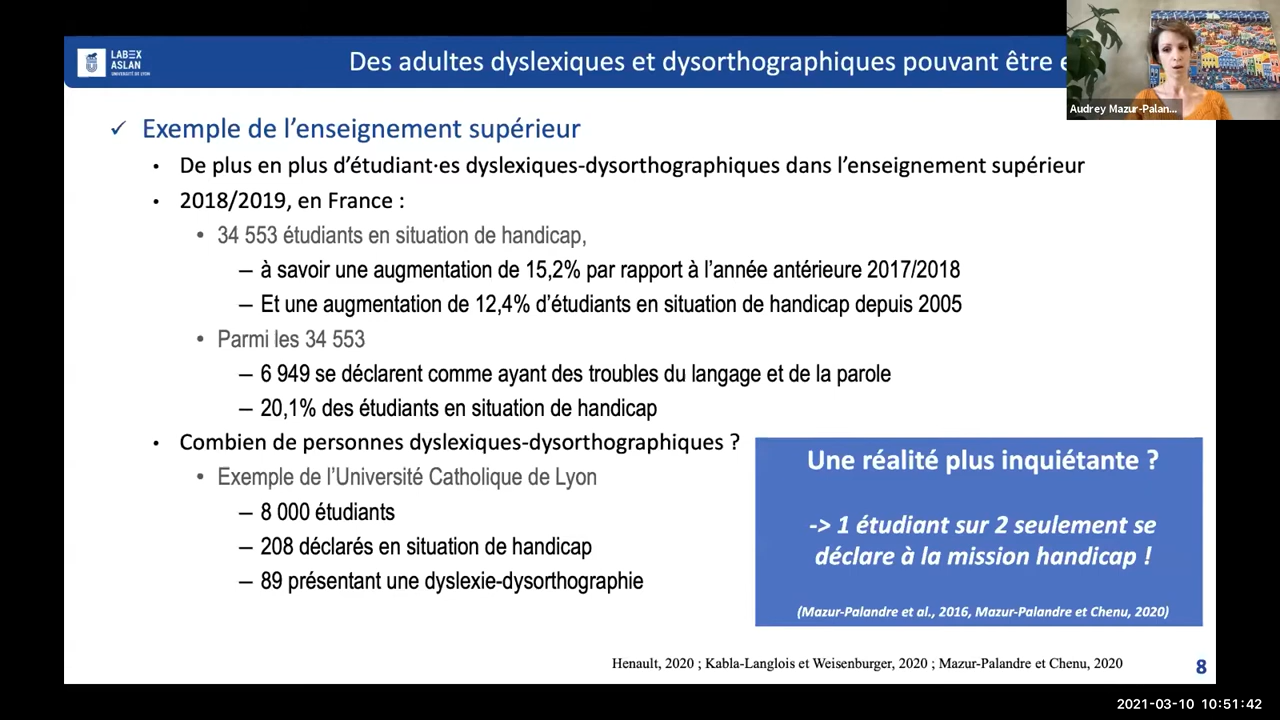 LABEX
ASLAN
UNIVERSITÉ DE LYON
Des adultes dyslexiques et dysorthographiques pouvant être e
Audrey Mazur-Palan...
✓ Exemple de l'enseignement supérieur
• De plus en plus d'étudiant·es dyslexiques-dysorthographiques dans l'enseignement supérieur
• 2018/2019, en France :
• 34 553 étudiants en situation de handicap,
– à savoir une augmentation de 15,2% par rapport à l'année antérieure 2017/2018
– Et une augmentation de 12,4% d'étudiants en situation de handicap depuis 2005
• Parmi les 34 553
– 6 949 se déclarent comme ayant des troubles du langage et de la parole
– 20,1% des étudiants en situation de handicap
• Combien de personnes dyslexiques-dysorthographiques ?
• Exemple de l'Université Catholique de Lyon
– 8 000 étudiants
– 208 déclarés en situation de handicap
– 89 présentant une dyslexie-dysorthographie
Une réalité plus inquiétante ?
-> 1 étudiant sur 2 seulement se
déclare à la mission handicap !
(Mazur-Palandre et al., 2016, Mazur-Palandre et Chenu, 2020)
Henault, 2020 ; Kabla-Langlois et Weisenburger, 2020 ; Mazur-Palandre et Chenu, 2020
8
2021-03-10 10:51:42